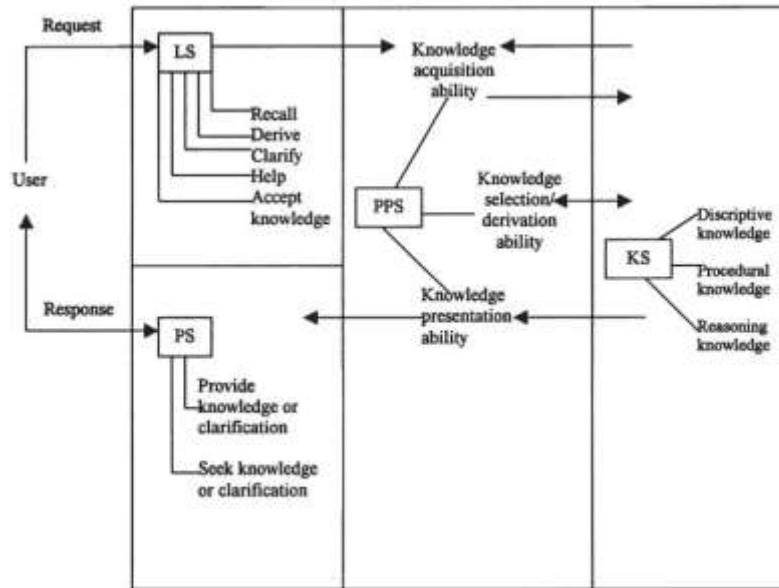 Request
LS
Recall
Derive
Clarify
Help
Accept
knowledge
User
Response
PS
Provide
knowledge or
clarification
Seek knowledge
or clarification
Knowledge
acquisition
ability
PPS
Knowledge
selection/
derivation
ability
Knowledge
presentation
ability
KS
Discriptive
knowledge
Procedural
knowledge
Reasoning
knowledge